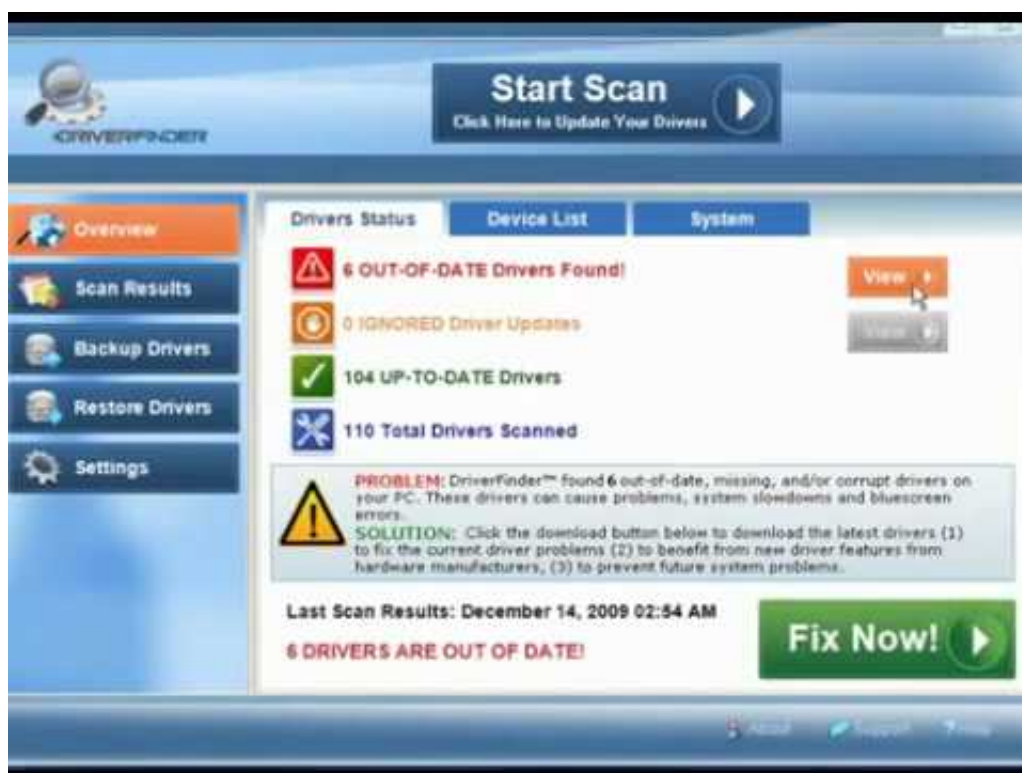 DRIVERFINDER
Start Scan
Click Here to Update Your Drivers
Overview
Scan Results
Backup Drivers
Restore Drivers
Settings
Drivers Status
Device List
System
6 OUT-OF-DATE Drivers Found!
View
0 IGNORED Driver Updates
View
104 UP-TO-DATE Drivers
110 Total Drivers Scanned
PROBLEM: DriverFinder™ found 6 out-of-date, missing, and/or corrupt drivers on
your PC. These drivers can cause problems, system slowdowns and bluescreen
errors.
SOLUTION: Click the download button below to download the latest drivers (1)
to fix the current driver problems (2) to benefit from new driver features from
hardware manufacturers, (3) to prevent future system problems.
Last Scan Results: December 14, 2009 02:54 AM
6 DRIVERS ARE OUT OF DATE!
Fix Now!
About
Support
Help